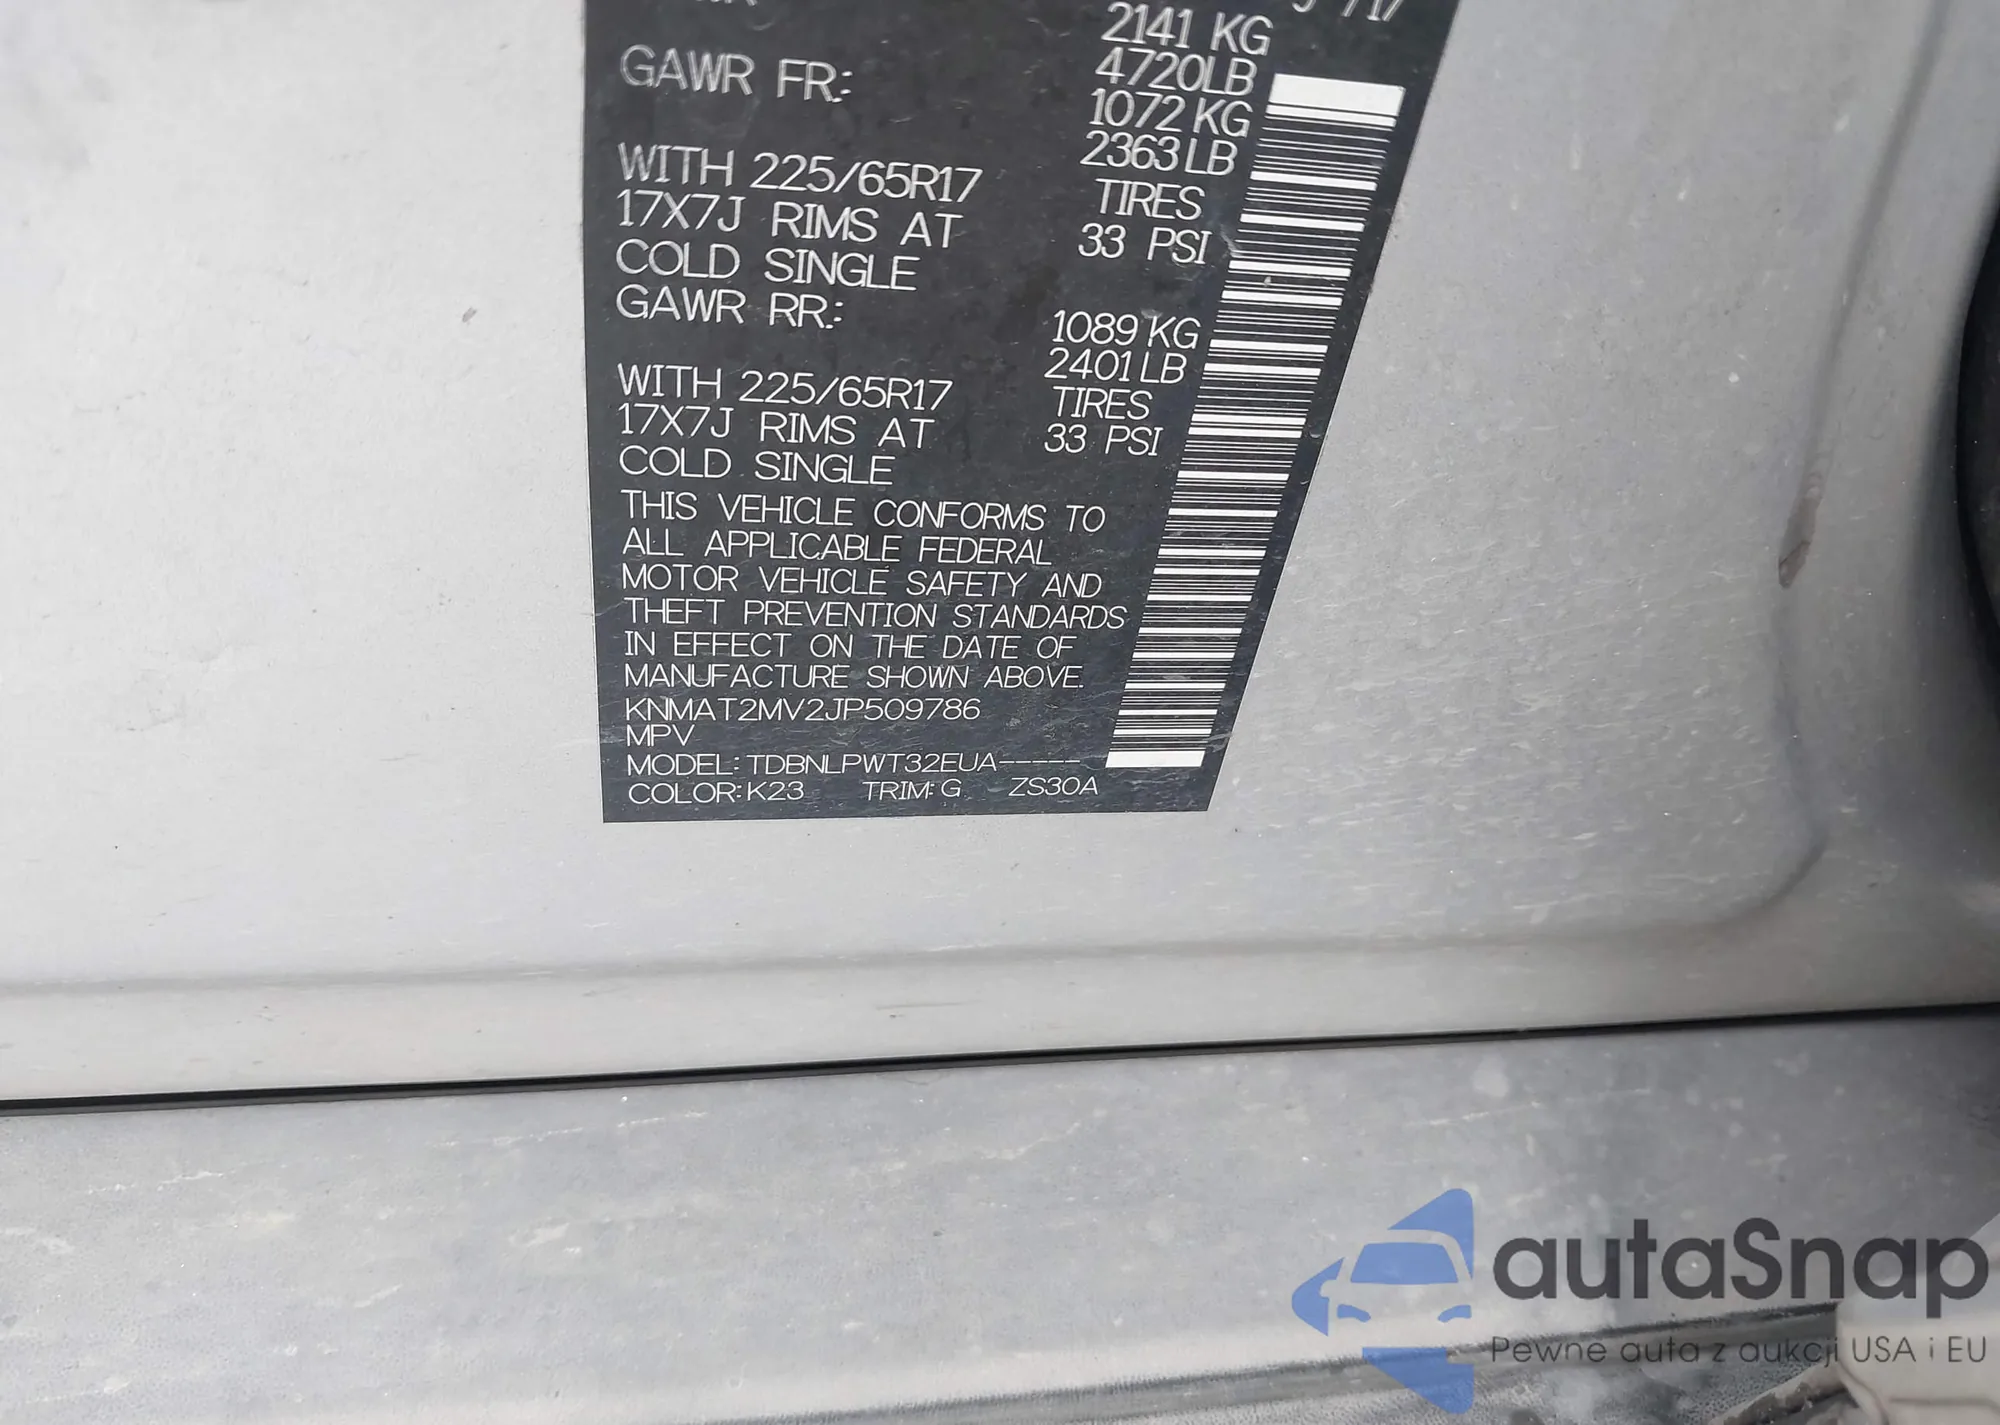 2141 KG
4720LB
GAWR FR: 1072 KG
2363 LB
WITH 225/65R17 TIRES
17X7J RIMS AT 33 PSI
COLD SINGLE
GAWR RR: 1089 KG
2401 LB
WITH 225/65R17 TIRES
17X7J RIMS AT 33 PSI
COLD SINGLE
THIS VEHICLE CONFORMS TO
ALL APPLICABLE FEDERAL
MOTOR VEHICLE SAFETY AND
THEFT PREVENTION STANDARDS
IN EFFECT ON THE DATE OF
MANUFACTURE SHOWN ABOVE.
KNMAT2MV2JP509786
MPV
MODEL: TDBNLPWT32EUA-----
COLOR: K23 TRIM: G ZS30A
autaSnap
Pewne auta z aukcji USA i EU